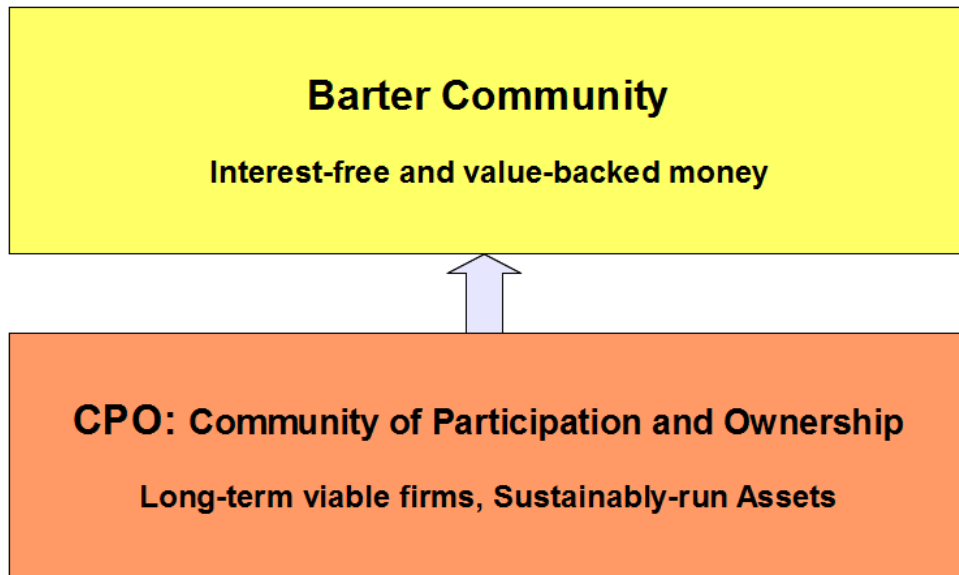 Barter Community
Interest-free and value-backed money
CPO: Community of Participation and Ownership
Long-term viable firms, Sustainably-run Assets